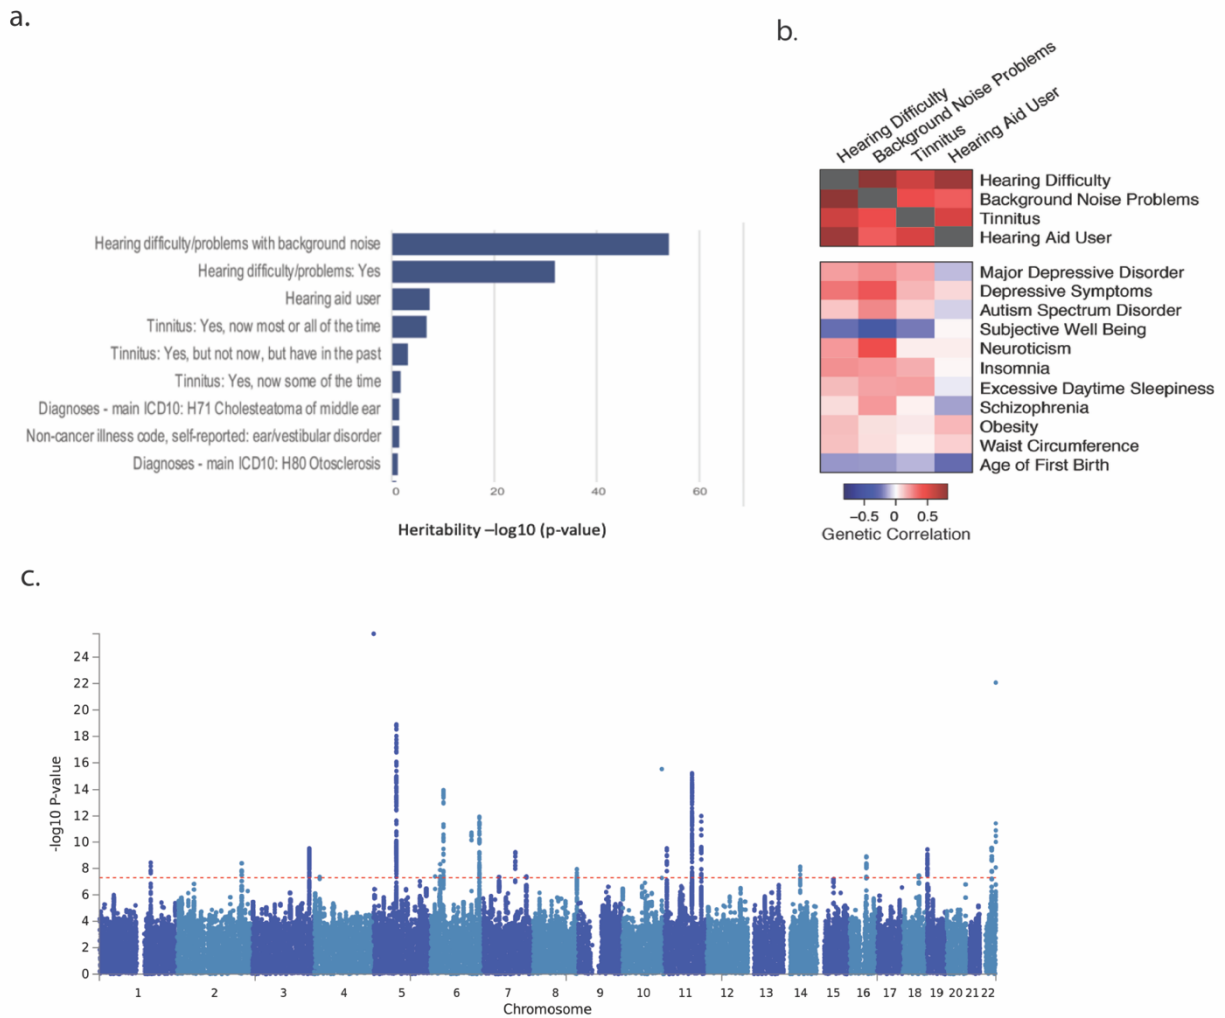 a.
Hearing difficulty/problems with background noise
Hearing difficulty/problems: Yes
Hearing aid user
Tinnitus: Yes, now most or all of the time
Tinnitus: Yes, but not now, but have in the past
Tinnitus: Yes, now some of the time
Diagnoses - main ICD10: H71 Cholesteatoma of middle ear
Non-cancer illness code, self-reported: ear/vestibular disorder
Diagnoses - main ICD10: H80 Otosclerosis
0 20 40 60
Heritability –log10 (p-value)
b.
Hearing Difficulty
Background Noise Problems
Tinnitus
Hearing Aid User
Hearing Difficulty
Background Noise Problems
Tinnitus
Hearing Aid User
Major Depressive Disorder
Depressive Symptoms
Autism Spectrum Disorder
Subjective Well Being
Neuroticism
Insomnia
Excessive Daytime Sleepiness
Schizophrenia
Obesity
Waist Circumference
Age of First Birth
−0.5 0 0.5
Genetic Correlation
c.
-log10 P-value
24
22
20
18
16
14
12
10
8
6
4
2
0
1 2 3 4 5 6 7 8 9 10 11 12 13 14 15 16 17 18 19 20 21 22
Chromosome